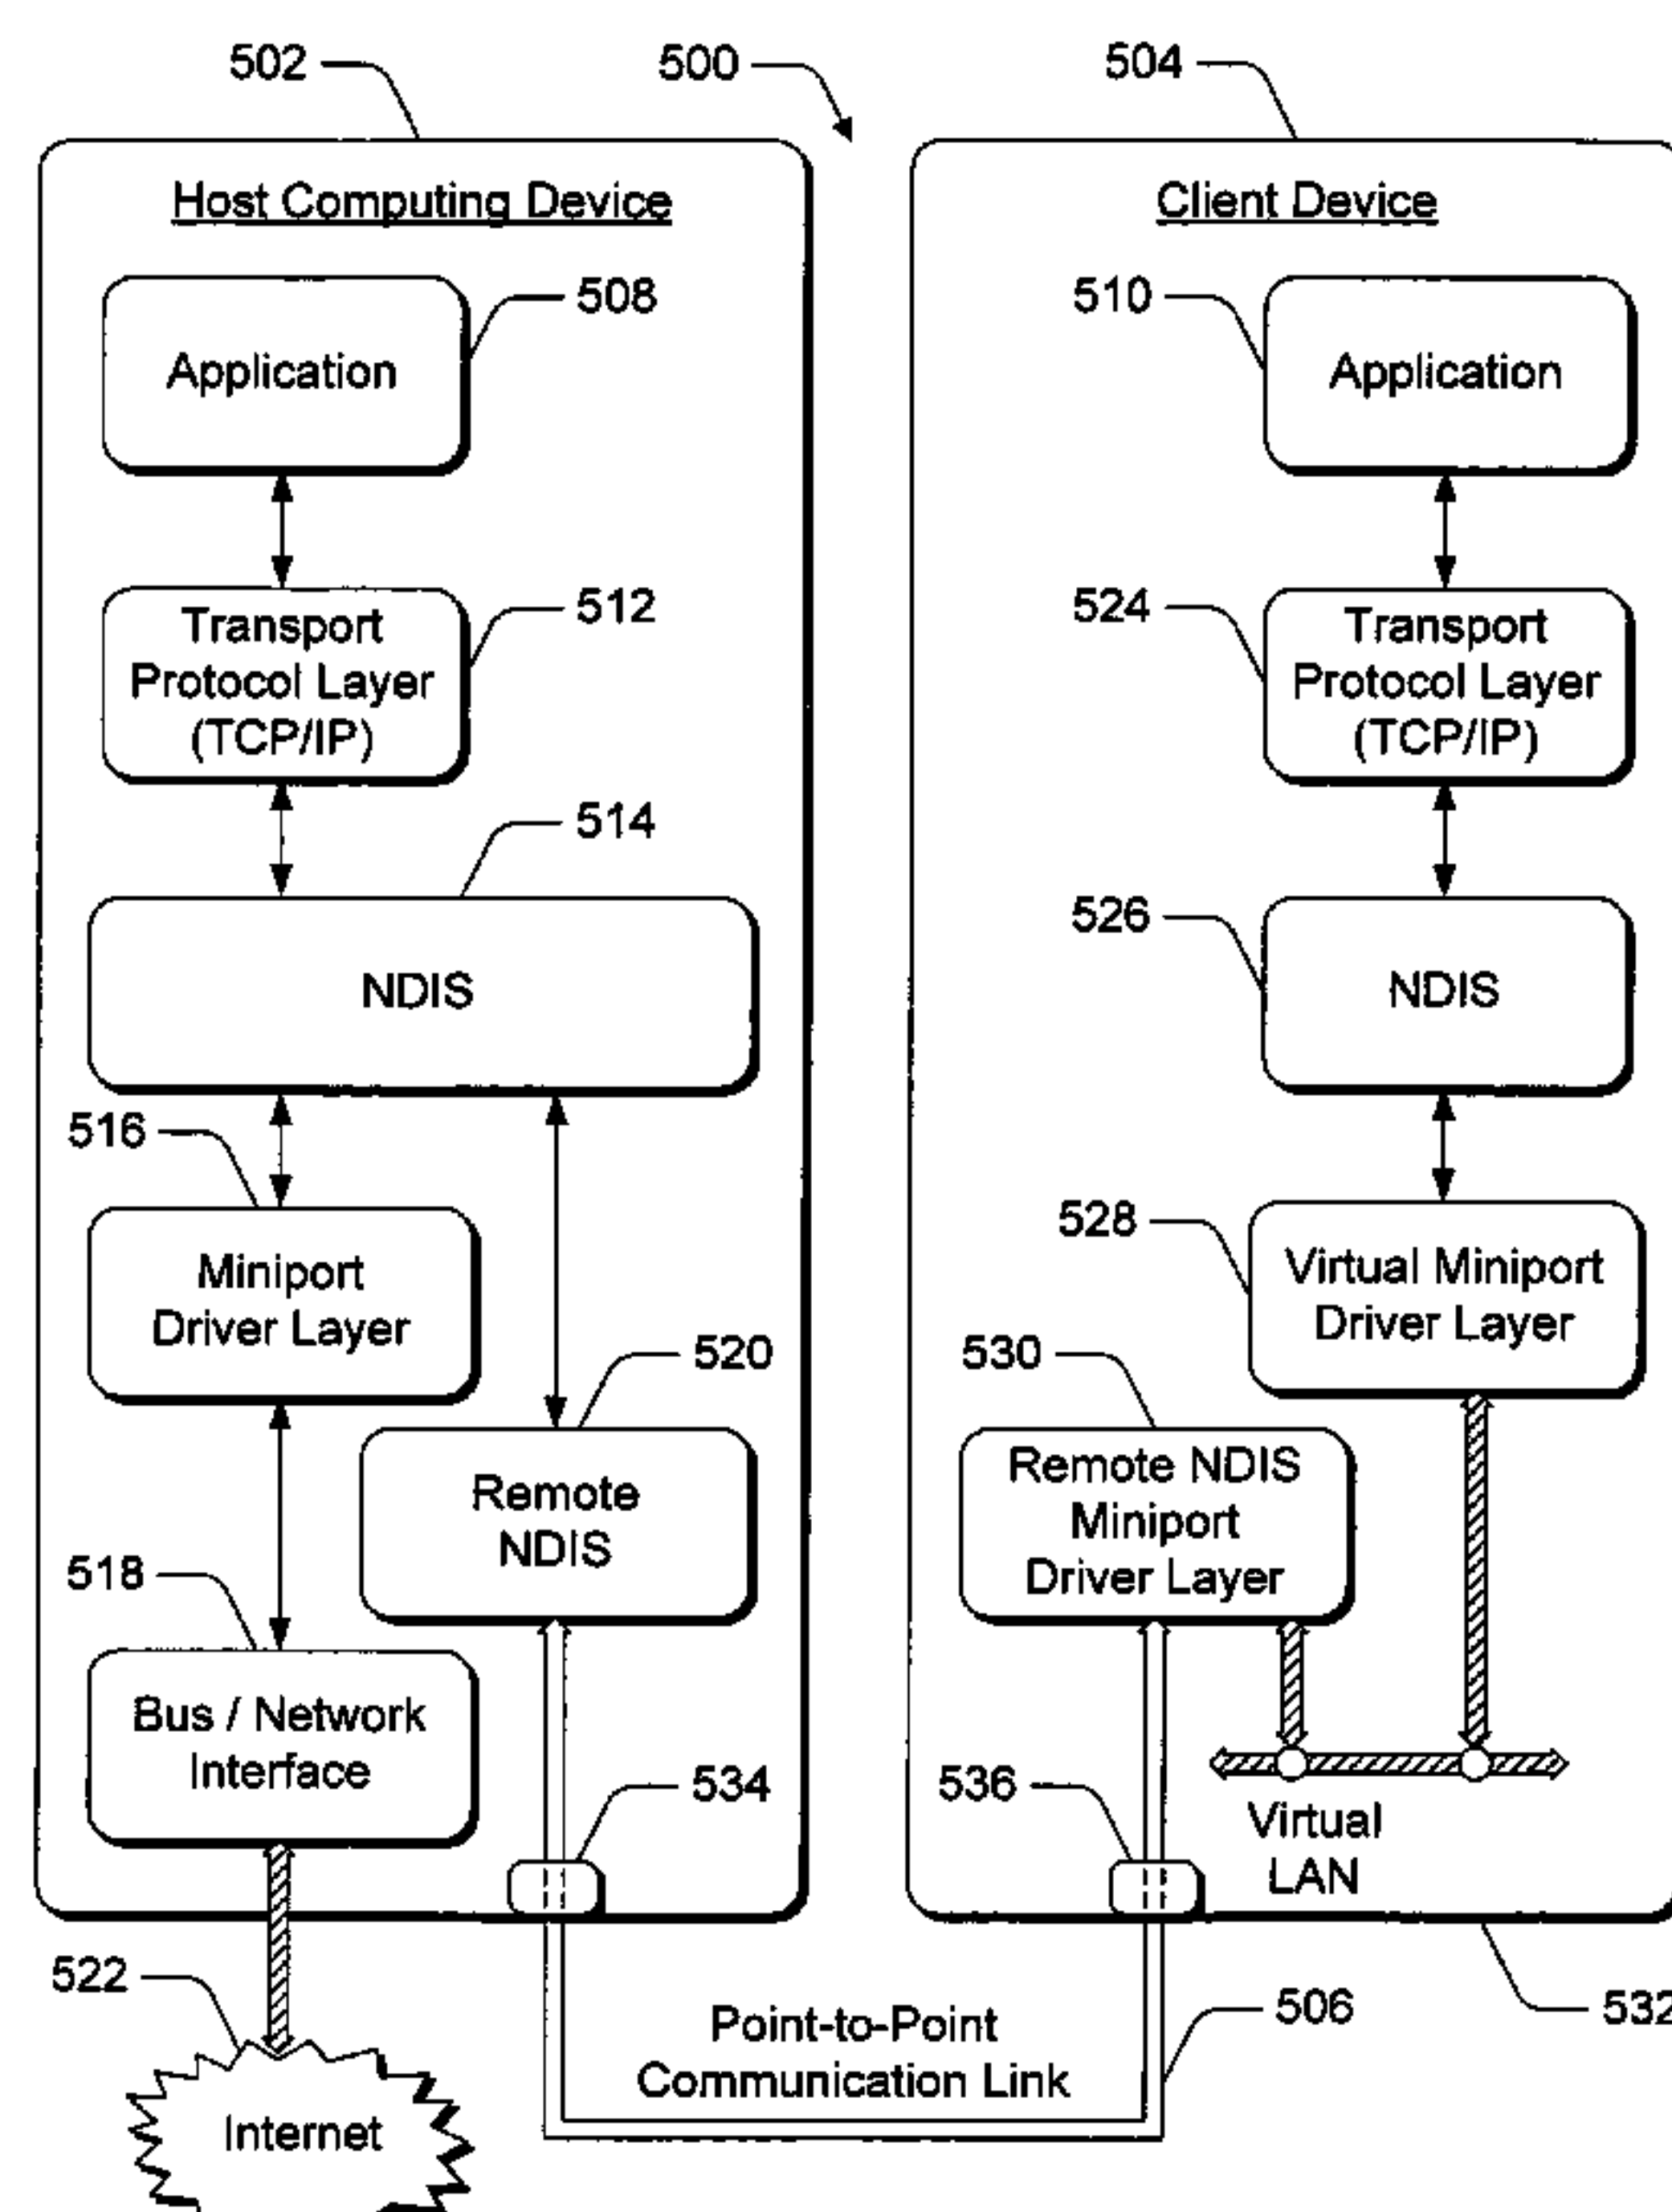 502
500
504
Host Computing Device
Client Device
508
510
Application
Application
512
524
Transport
Protocol Layer
(TCP/IP)
Transport
Protocol Layer
(TCP/IP)
514
526
NDIS
NDIS
516
528
Miniport
Driver Layer
Virtual Miniport
Driver Layer
520
530
Remote
NDIS
Remote NDIS
Miniport
Driver Layer
518
Bus / Network
Interface
534
536
Virtual
LAN
522
506
532
Point-to-Point
Communication Link
Internet